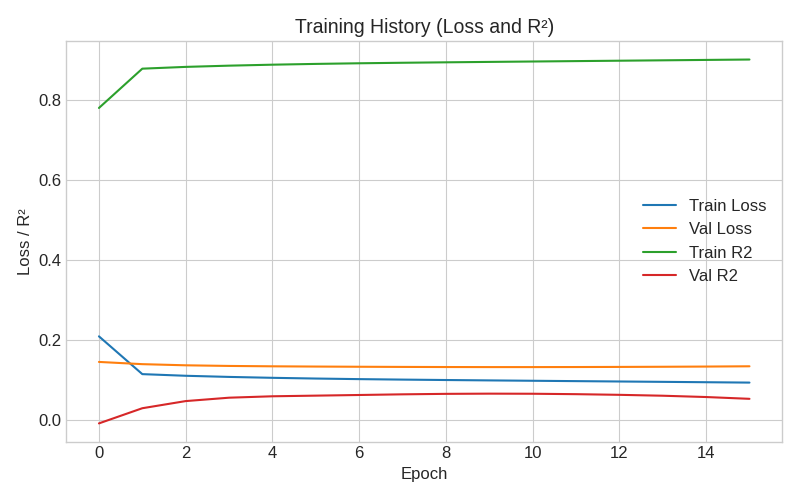 Training History (Loss and R²)
Loss / R²
0.8
0.6
0.4
0.2
0.0
Train Loss
Val Loss
Train R2
Val R2
0 2 4 6 8 10 12 14
Epoch